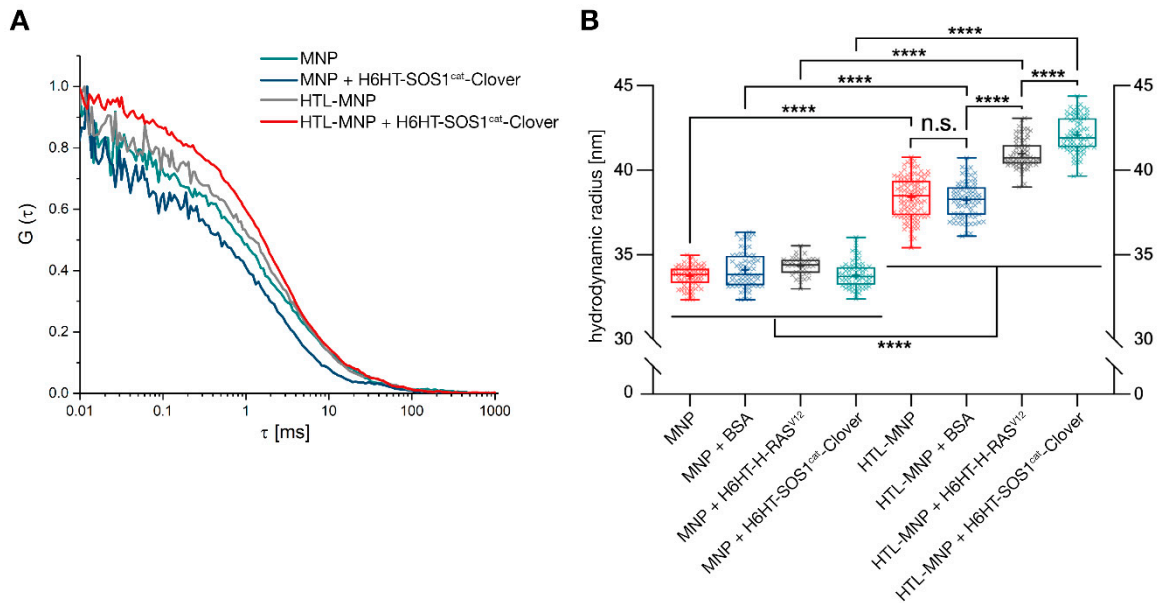 A
MNP
MNP + H6HT-SOS1cat-Clover
HTL-MNP
HTL-MNP + H6HT-SOS1cat-Clover
G (τ)
1.0
0.8
0.6
0.4
0.2
0.0
0.01
0.1
1
10
100
1000
τ [ms]
B
****
****
****
****
****
****
n.s.
****
hydrodynamic radius [nm]
45
40
35
30
0
45
40
35
30
0
MNP
MNP + BSA
MNP + H6HT-H-RASV12
MNP + H6HT-SOS1cat-Clover
HTL-MNP
HTL-MNP + BSA
HTL-MNP + H6HT-H-RASV12
HTL-MNP + H6HT-SOS1cat-Clover